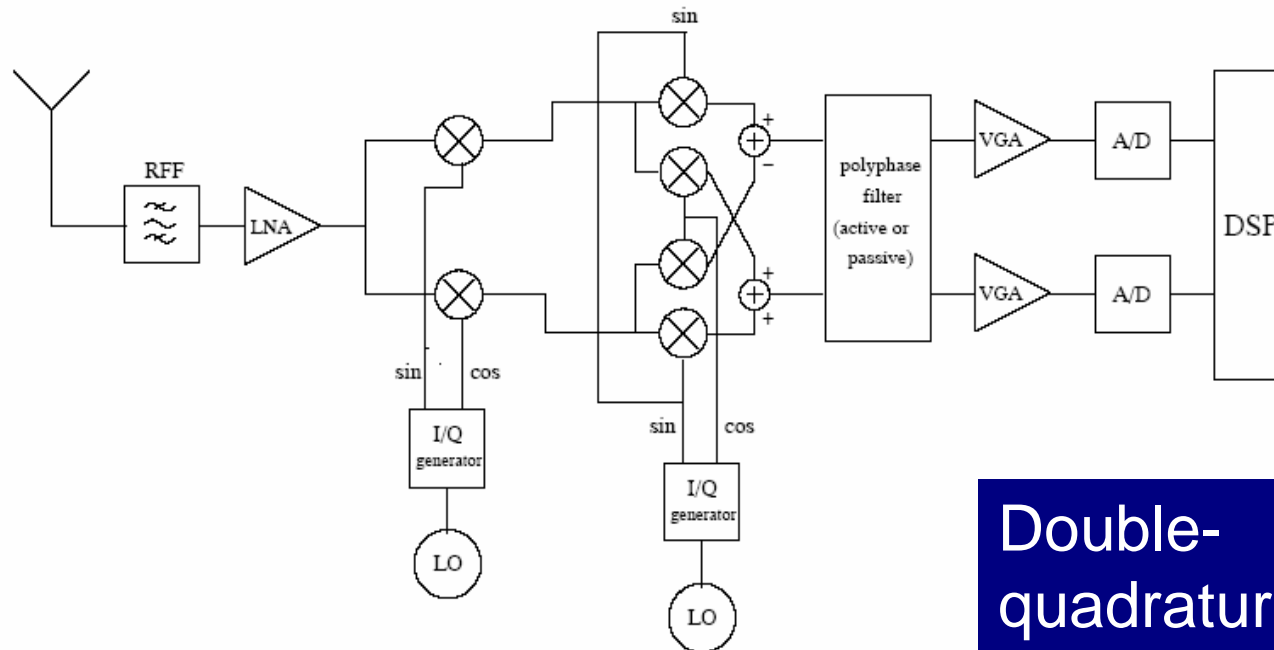 sin
RFF
LNA
+
−
+
+
polyphase
filter
(active or
passive)
VGA
A/D
VGA
A/D
DSP
sin
cos
I/Q
generator
LO
sin
cos
I/Q
generator
LO
Double-
quadratur